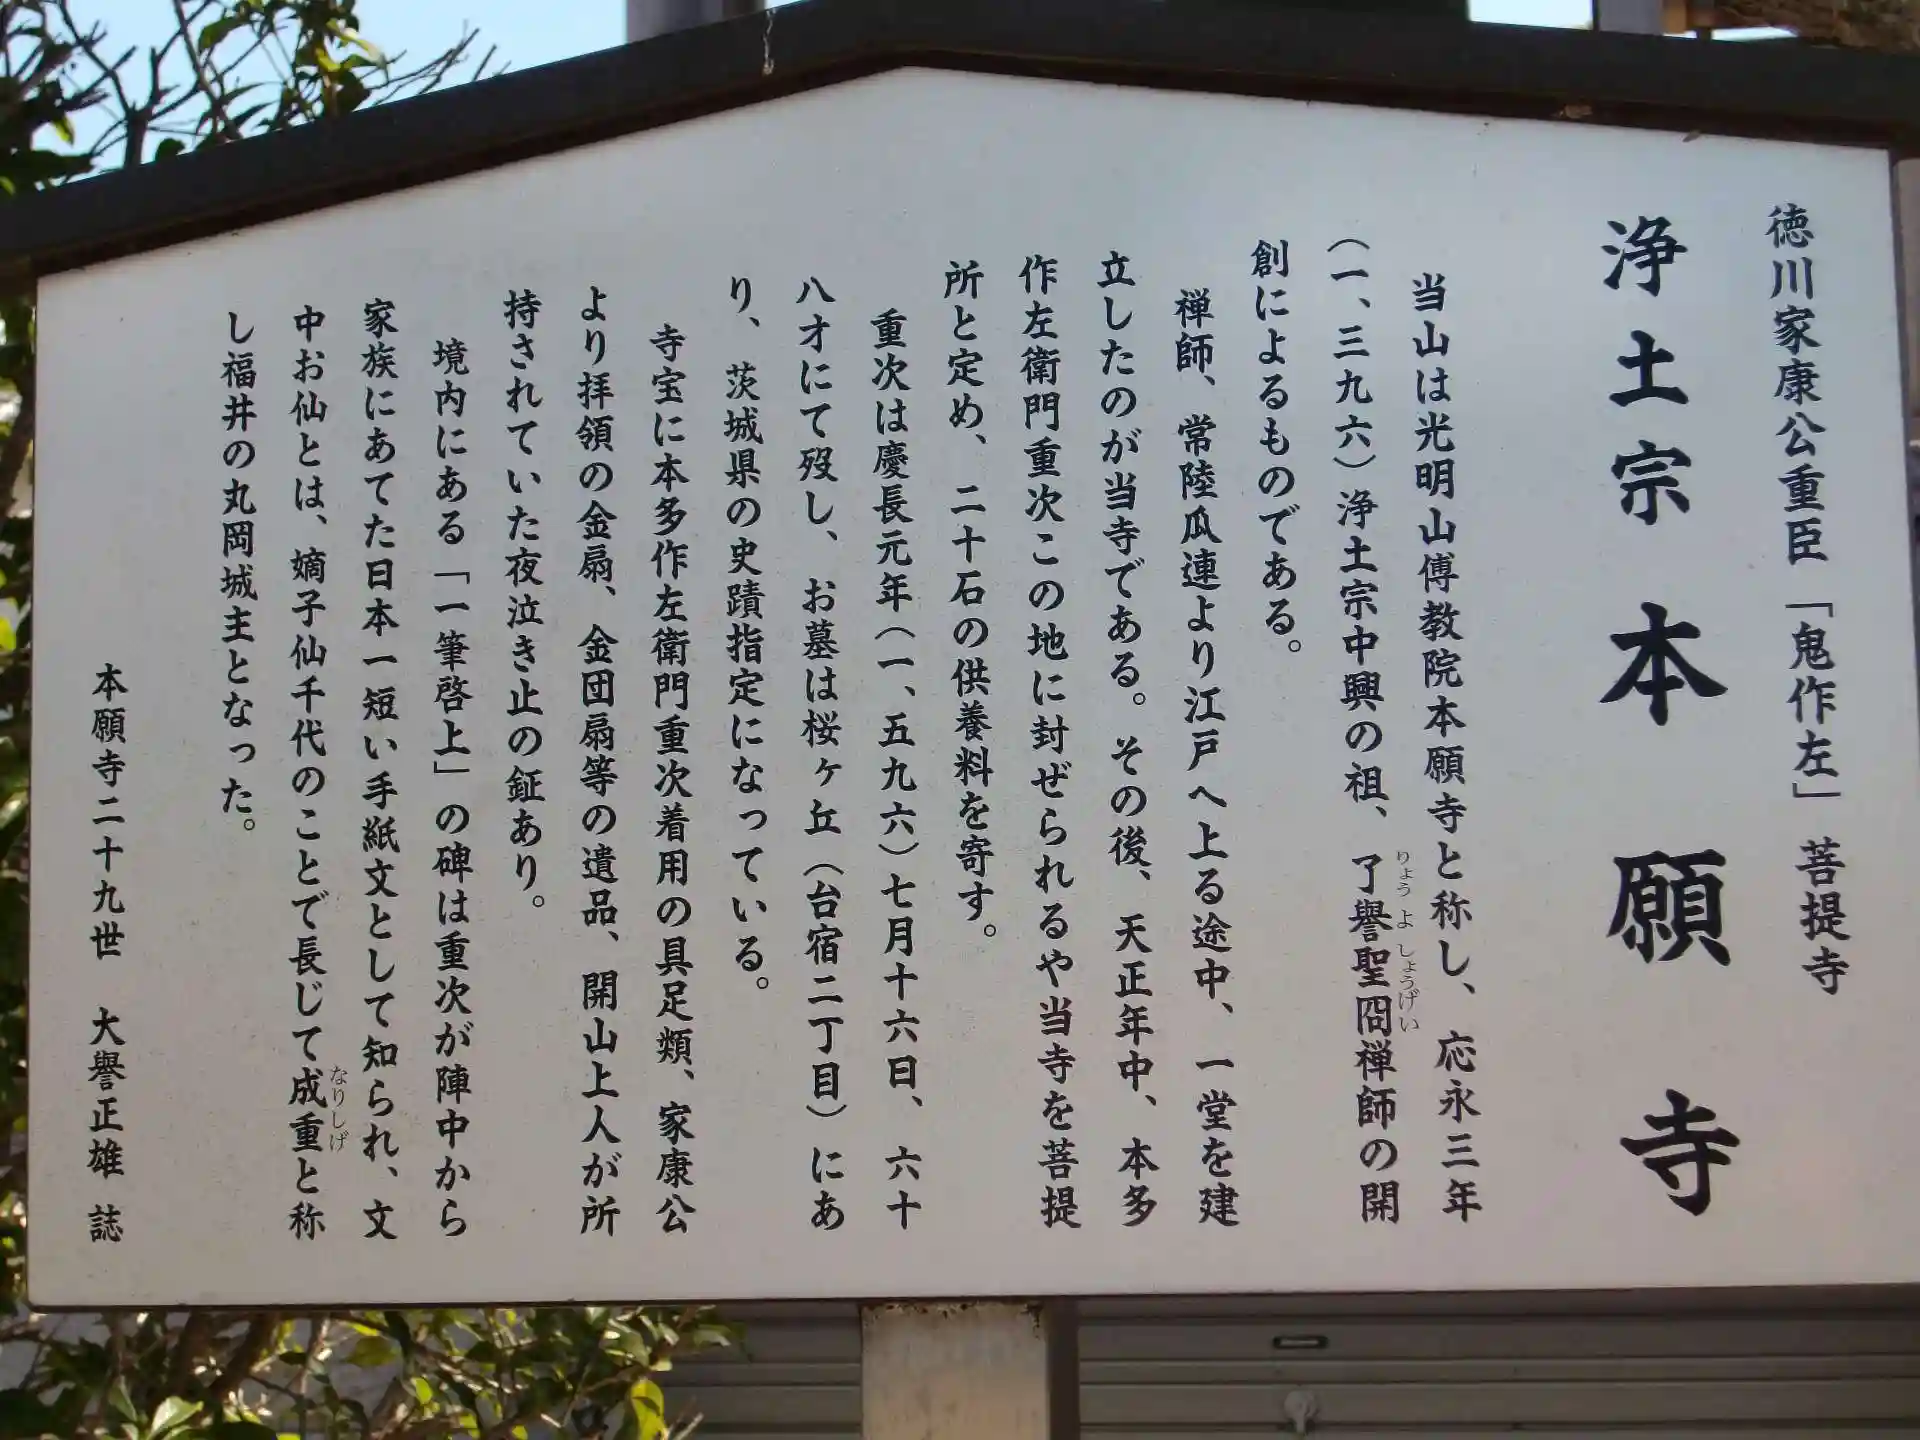 徳川家康公重臣「鬼作左」菩提寺
浄土宗本願寺
当山は光明山傅教院本願寺と称し、応永三年
(一、三九六)浄土宗中興の祖、了譽聖冏禅師の開
りょう よ しょうげい
創によるものである。
禅師、常陸瓜連より江戸へ上る途中、一堂を建
立したのが当寺である。その後、天正年中、本多
作左衛門重次この地に封ぜられるや当寺を菩提
所と定め、二十石の供養料を寄す。
重次は慶長元年(一、五九六)七月十六日、六十
八才にて歿し、お墓は桜ヶ丘(台宿二丁目)にあ
り、茨城県の史蹟指定になっている。
寺宝に本多作左衛門重次着用の具足類、家康公
より拝領の金扇、金団扇等の遺品、開山上人が所
持されていた夜泣き止の鉦あり。
境内にある「一筆啓上」の碑は重次が陣中から
家族にあてた日本一短い手紙文として知られ、文
中お仙とは、嫡子仙千代のことで長じて成重と称
なりしげ
し福井の丸岡城主となった。
本願寺二十九世 大譽正雄 誌